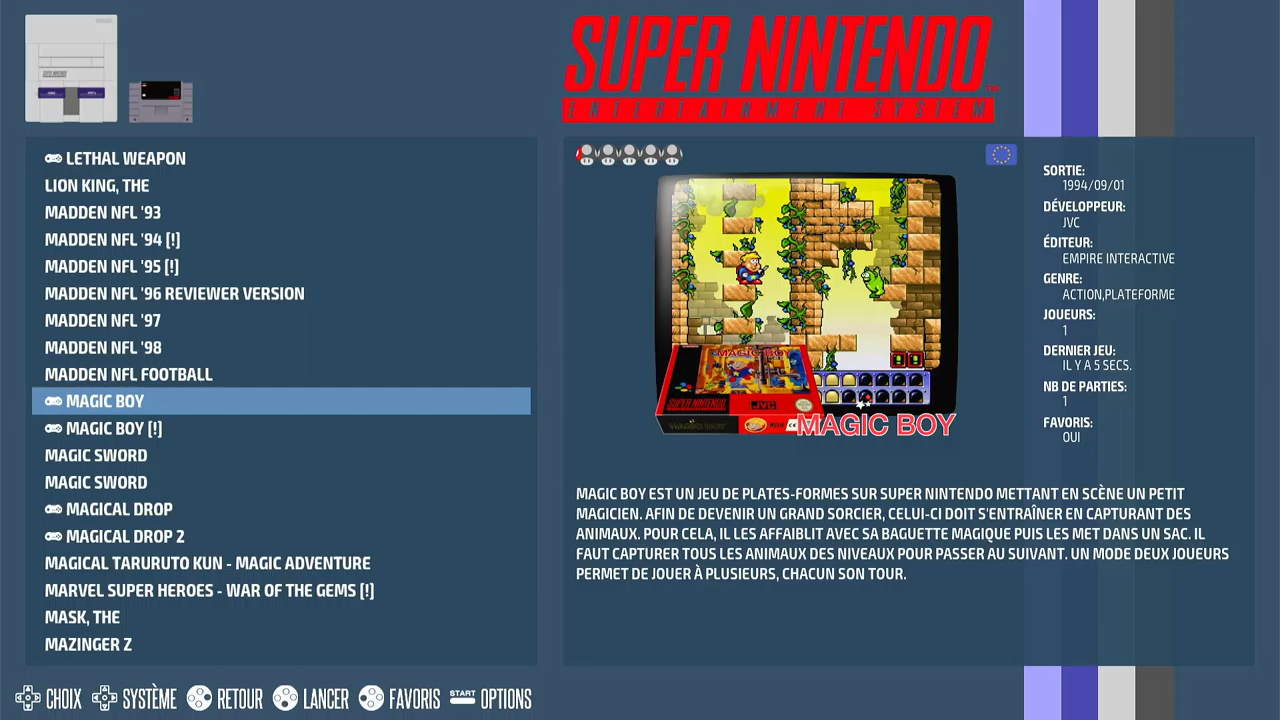 SUPER NINTENDO
ENTERTAINMENT SYSTEM
LETHAL WEAPON
LION KING, THE
MADDEN NFL '93
MADDEN NFL '94 [!]
MADDEN NFL '95 [!]
MADDEN NFL '96 REVIEWER VERSION
MADDEN NFL '97
MADDEN NFL '98
MADDEN NFL FOOTBALL
MAGIC BOY
MAGIC BOY [!]
MAGIC SWORD
MAGIC SWORD
MAGICAL DROP
MAGICAL DROP 2
MAGICAL TARURUTO KUN - MAGIC ADVENTURE
MARVEL SUPER HEROES - WAR OF THE GEMS [!]
MASK, THE
MAZINGER Z
MAGIC BOY
SUPER NINTENDO
JVC
MAGIC BOY
MAGIC BOY
SORTIE:
1994/09/01
DÉVELOPPEUR:
JVC
ÉDITEUR:
EMPIRE INTERACTIVE
GENRE:
ACTION,PLATEFORME
JOUEURS:
1
DERNIER JEU:
IL Y A 5 SECS.
NB DE PARTIES:
1
FAVORIS:
OUI
MAGIC BOY EST UN JEU DE PLATES-FORMES SUR SUPER NINTENDO METTANT EN SCÈNE UN PETIT
MAGICIEN. AFIN DE DEVENIR UN GRAND SORCIER, CELUI-CI DOIT S'ENTRAÎNER EN CAPTURANT DES
ANIMAUX. POUR CELA, IL LES AFFAIBLIT AVEC SA BAGUETTE MAGIQUE PUIS LES MET DANS UN SAC. IL
FAUT CAPTURER TOUS LES ANIMAUX DES NIVEAUX POUR PASSER AU SUIVANT. UN MODE DEUX JOUEURS
PERMET DE JOUER À PLUSIEURS, CHACUN SON TOUR.
CHOIX SYSTÈME RETOUR LANCER FAVORIS START OPTIONS